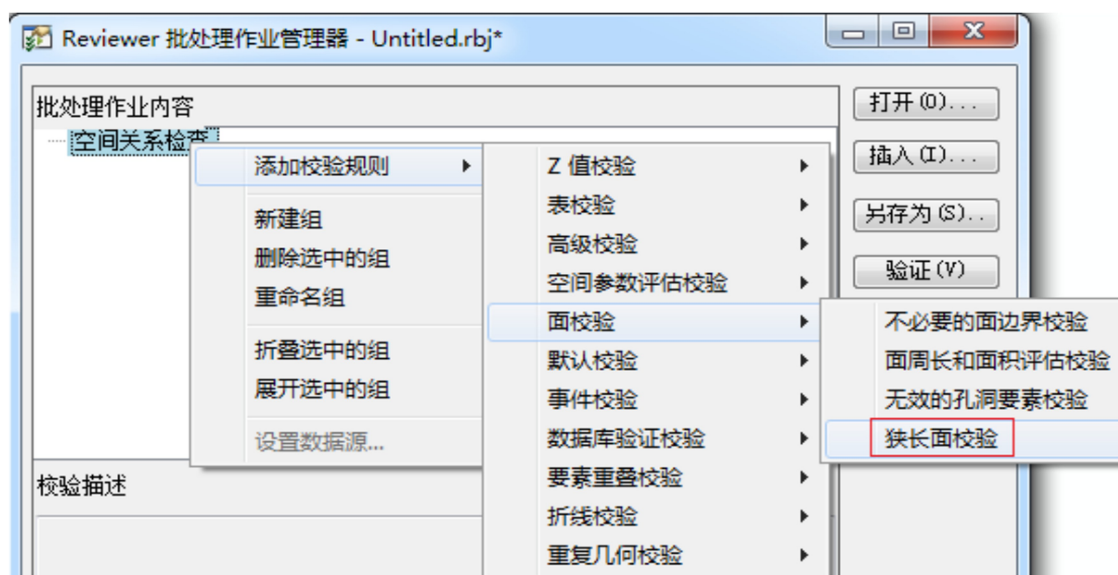 Reviewer 批处理作业管理器 - Untitled.rbj*
批处理作业内容
空间关系检查
打开(O)...
插入(I)...
另存为(S)..
验证(V)
添加校验规则
新建组
删除选中的组
重命名组
折叠选中的组
展开选中的组
设置数据源...
Z 值校验
表校验
高级校验
空间参数评估校验
面校验
默认校验
事件校验
数据库验证校验
要素重叠校验
折线校验
重复几何校验
不必要的面边界校验
面周长和面积评估校验
无效的孔洞要素校验
狭长面校验
校验描述